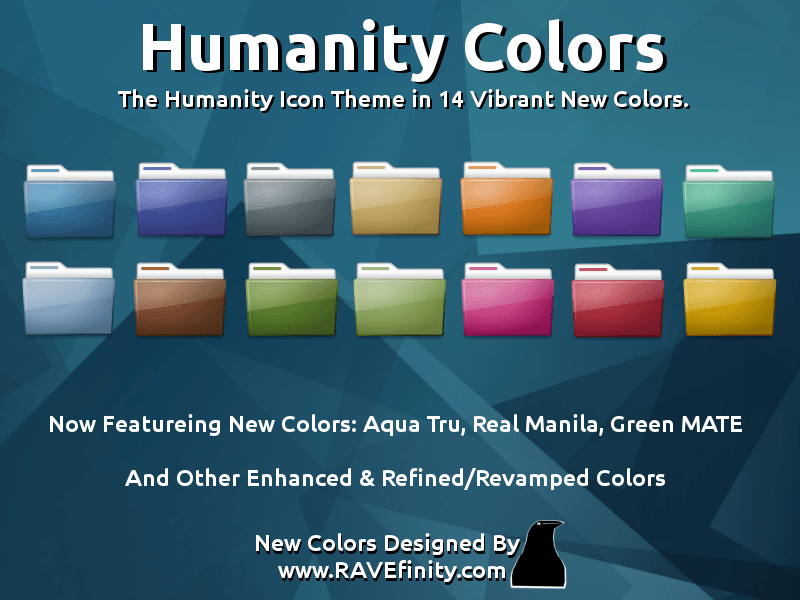 Humanity Colors
The Humanity Icon Theme in 14 Vibrant New Colors.
Now Featureing New Colors: Aqua Tru, Real Manila, Green MATE
And Other Enhanced & Refined/Revamped Colors
New Colors Designed By
www.RAVEfinity.com